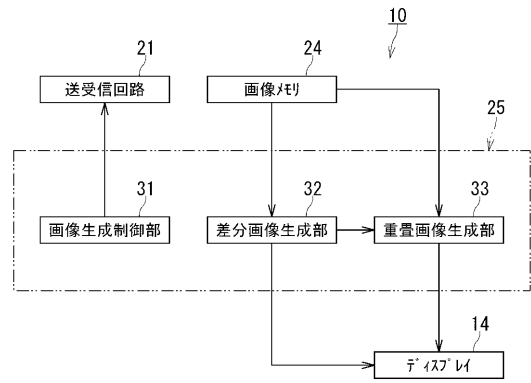 10
21
24
送受信回路
画像ﾒﾓﾘ
25
31
32
33
画像生成制御部
差分画像生成部
重畳画像生成部
14
ﾃﾞｨｽﾌﾟﾚｲ